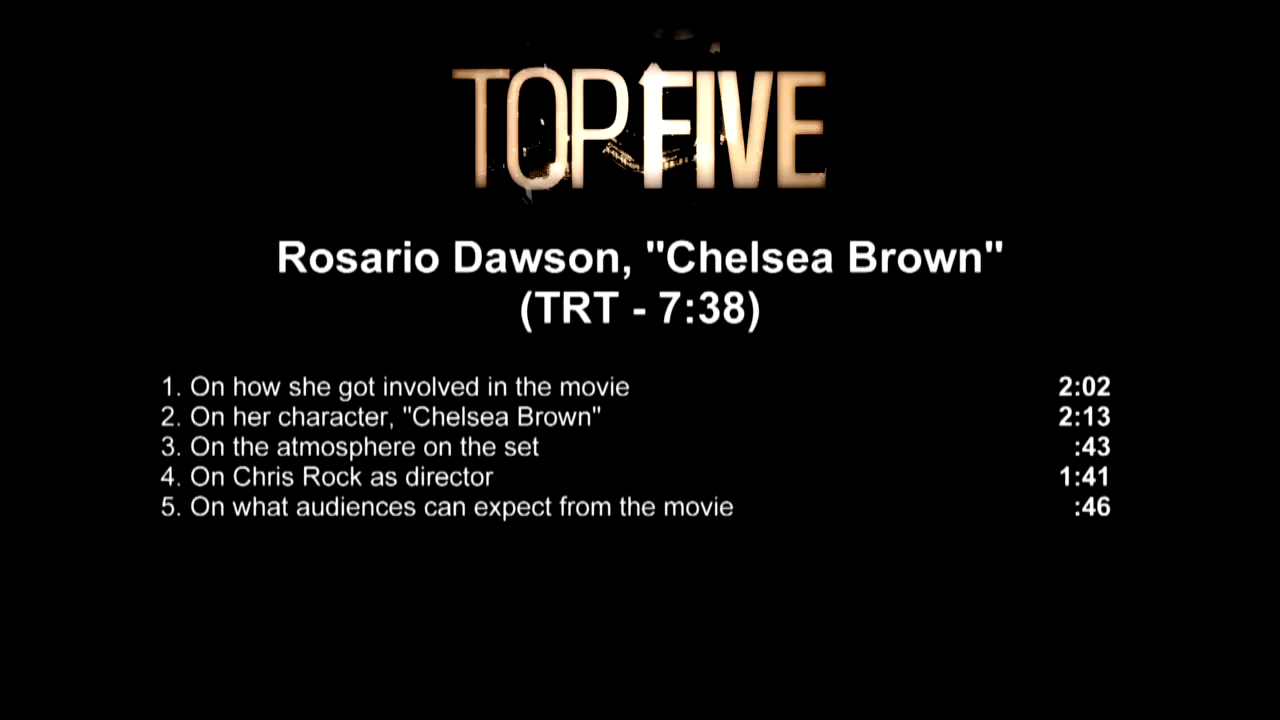 TOP FIVE
Rosario Dawson, "Chelsea Brown"
(TRT - 7:38)
1. On how she got involved in the movie 2:02
2. On her character, "Chelsea Brown" 2:13
3. On the atmosphere on the set :43
4. On Chris Rock as director 1:41
5. On what audiences can expect from the movie :46